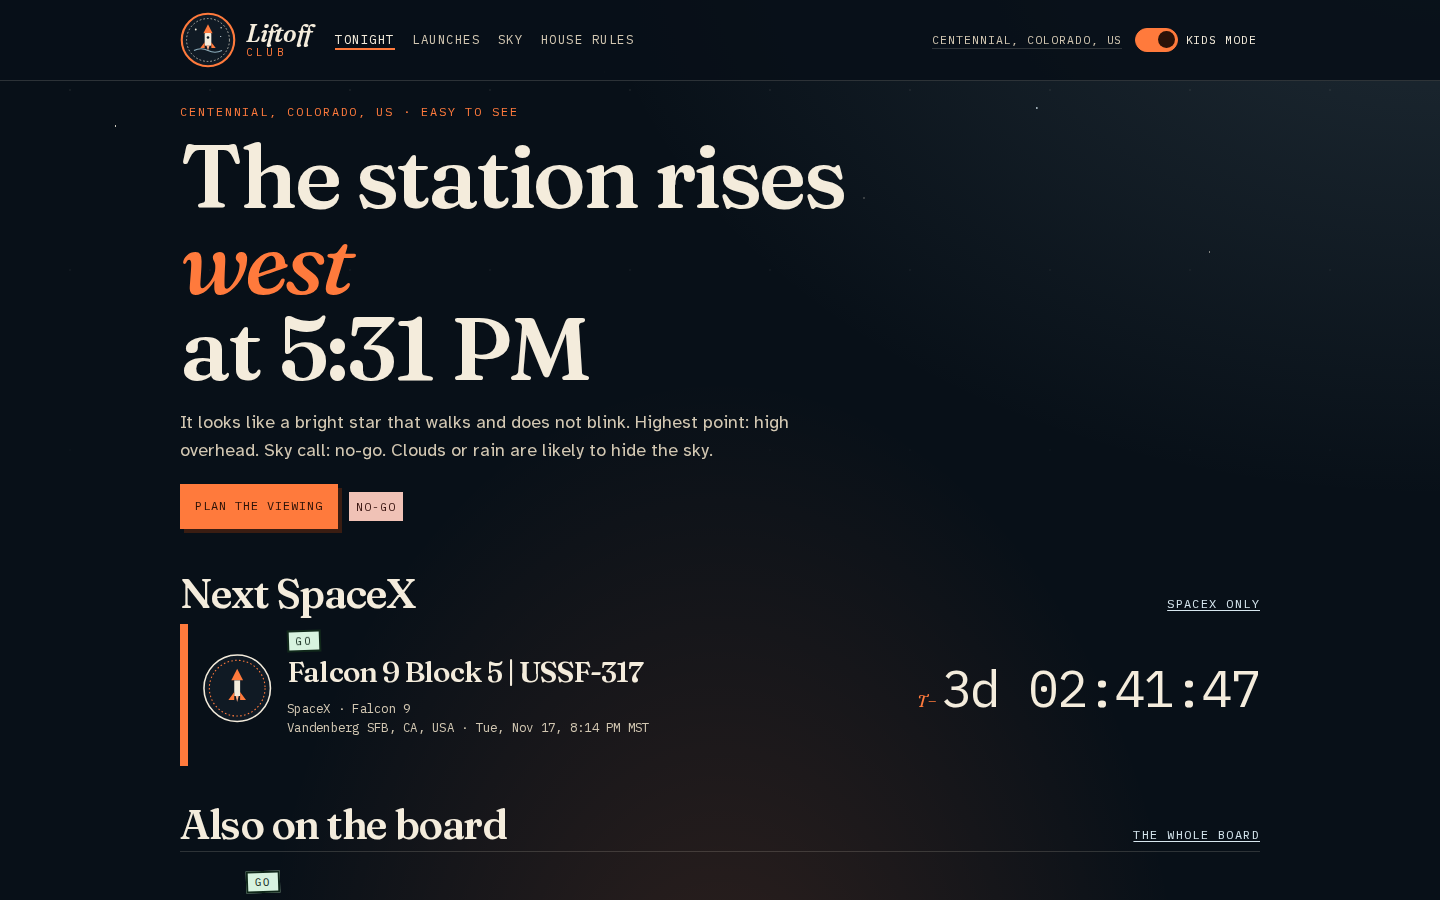 Liftoff
CLUB
TONIGHT
LAUNCHES
SKY
HOUSE RULES
CENTENNIAL, COLORADO, US
KIDS MODE
CENTENNIAL, COLORADO, US · EASY TO SEE
The station rises
west
at 5:31 PM
It looks like a bright star that walks and does not blink. Highest point: high
overhead. Sky call: no-go. Clouds or rain are likely to hide the sky.
PLAN THE VIEWING
NO-GO
Next SpaceX
SPACEX ONLY
GO
Falcon 9 Block 5 | USSF-317
SpaceX · Falcon 9
Vandenberg SFB, CA, USA · Tue, Nov 17, 8:14 PM MST
T− 3d 02:41:47
Also on the board
THE WHOLE BOARD
GO